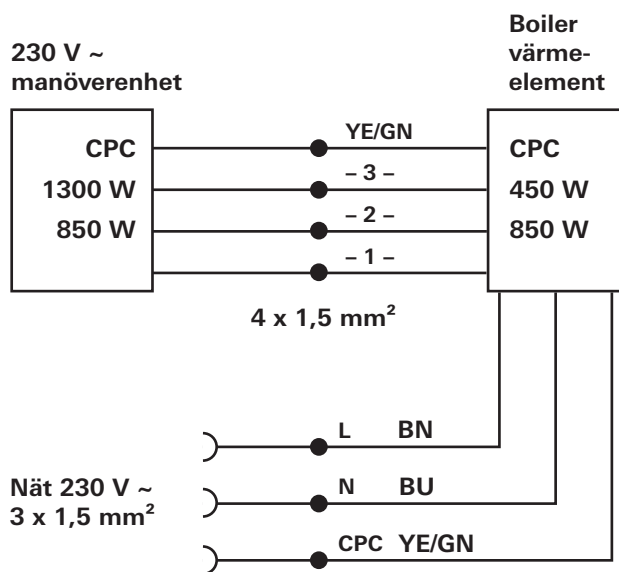 230 V ~
manöverenhet
Boiler
värme-
element
CPC
1300 W
850 W
YE/GN
– 3 –
– 2 –
– 1 –
CPC
450 W
850 W
4 x 1,5 mm²
Nät 230 V ~
3 x 1,5 mm²
L BN
N BU
CPC YE/GN